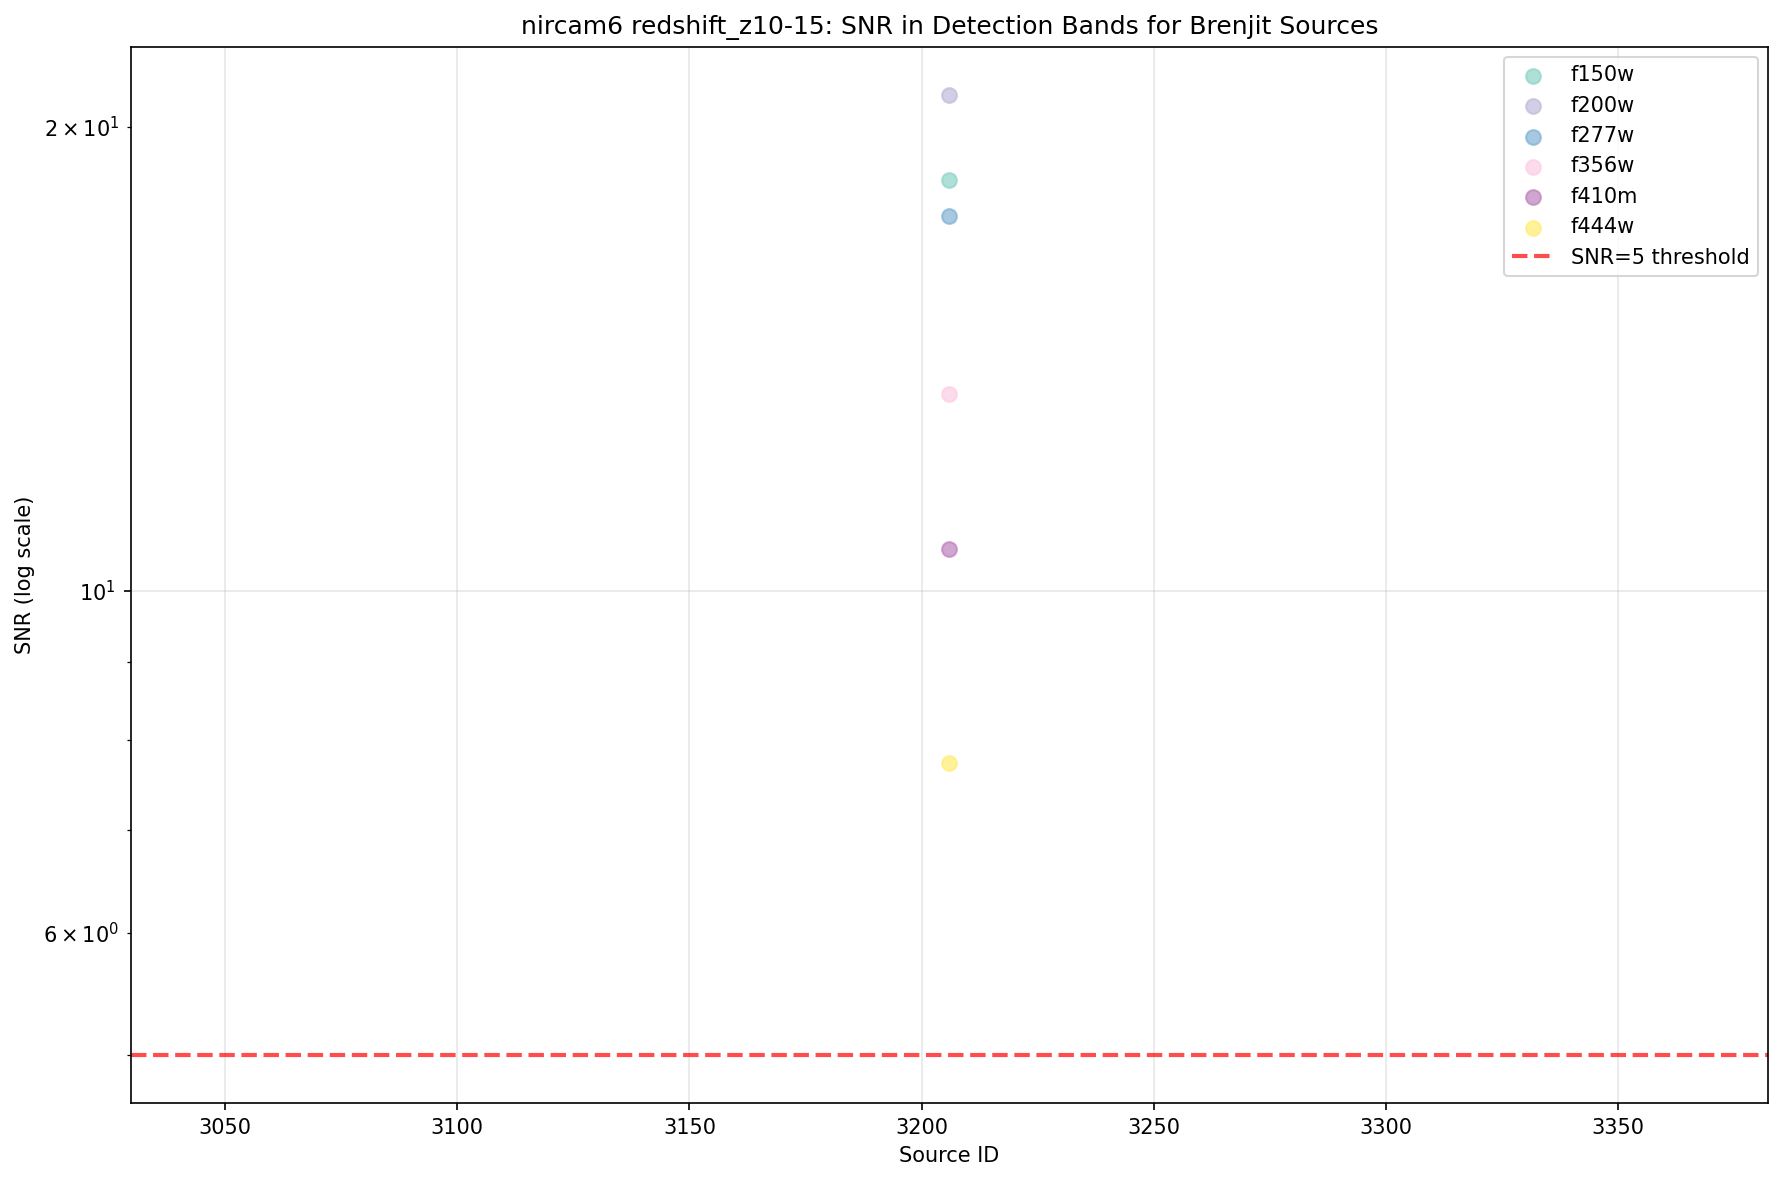 nircam6 redshift_z10-15: SNR in Detection Bands for Brenjit Sources
f150w
f200w
f277w
f356w
f410m
f444w
SNR=5 threshold
SNR (log scale)
2 × 10¹
10¹
6 × 10⁰
3050 3100 3150 3200 3250 3300 3350
Source ID